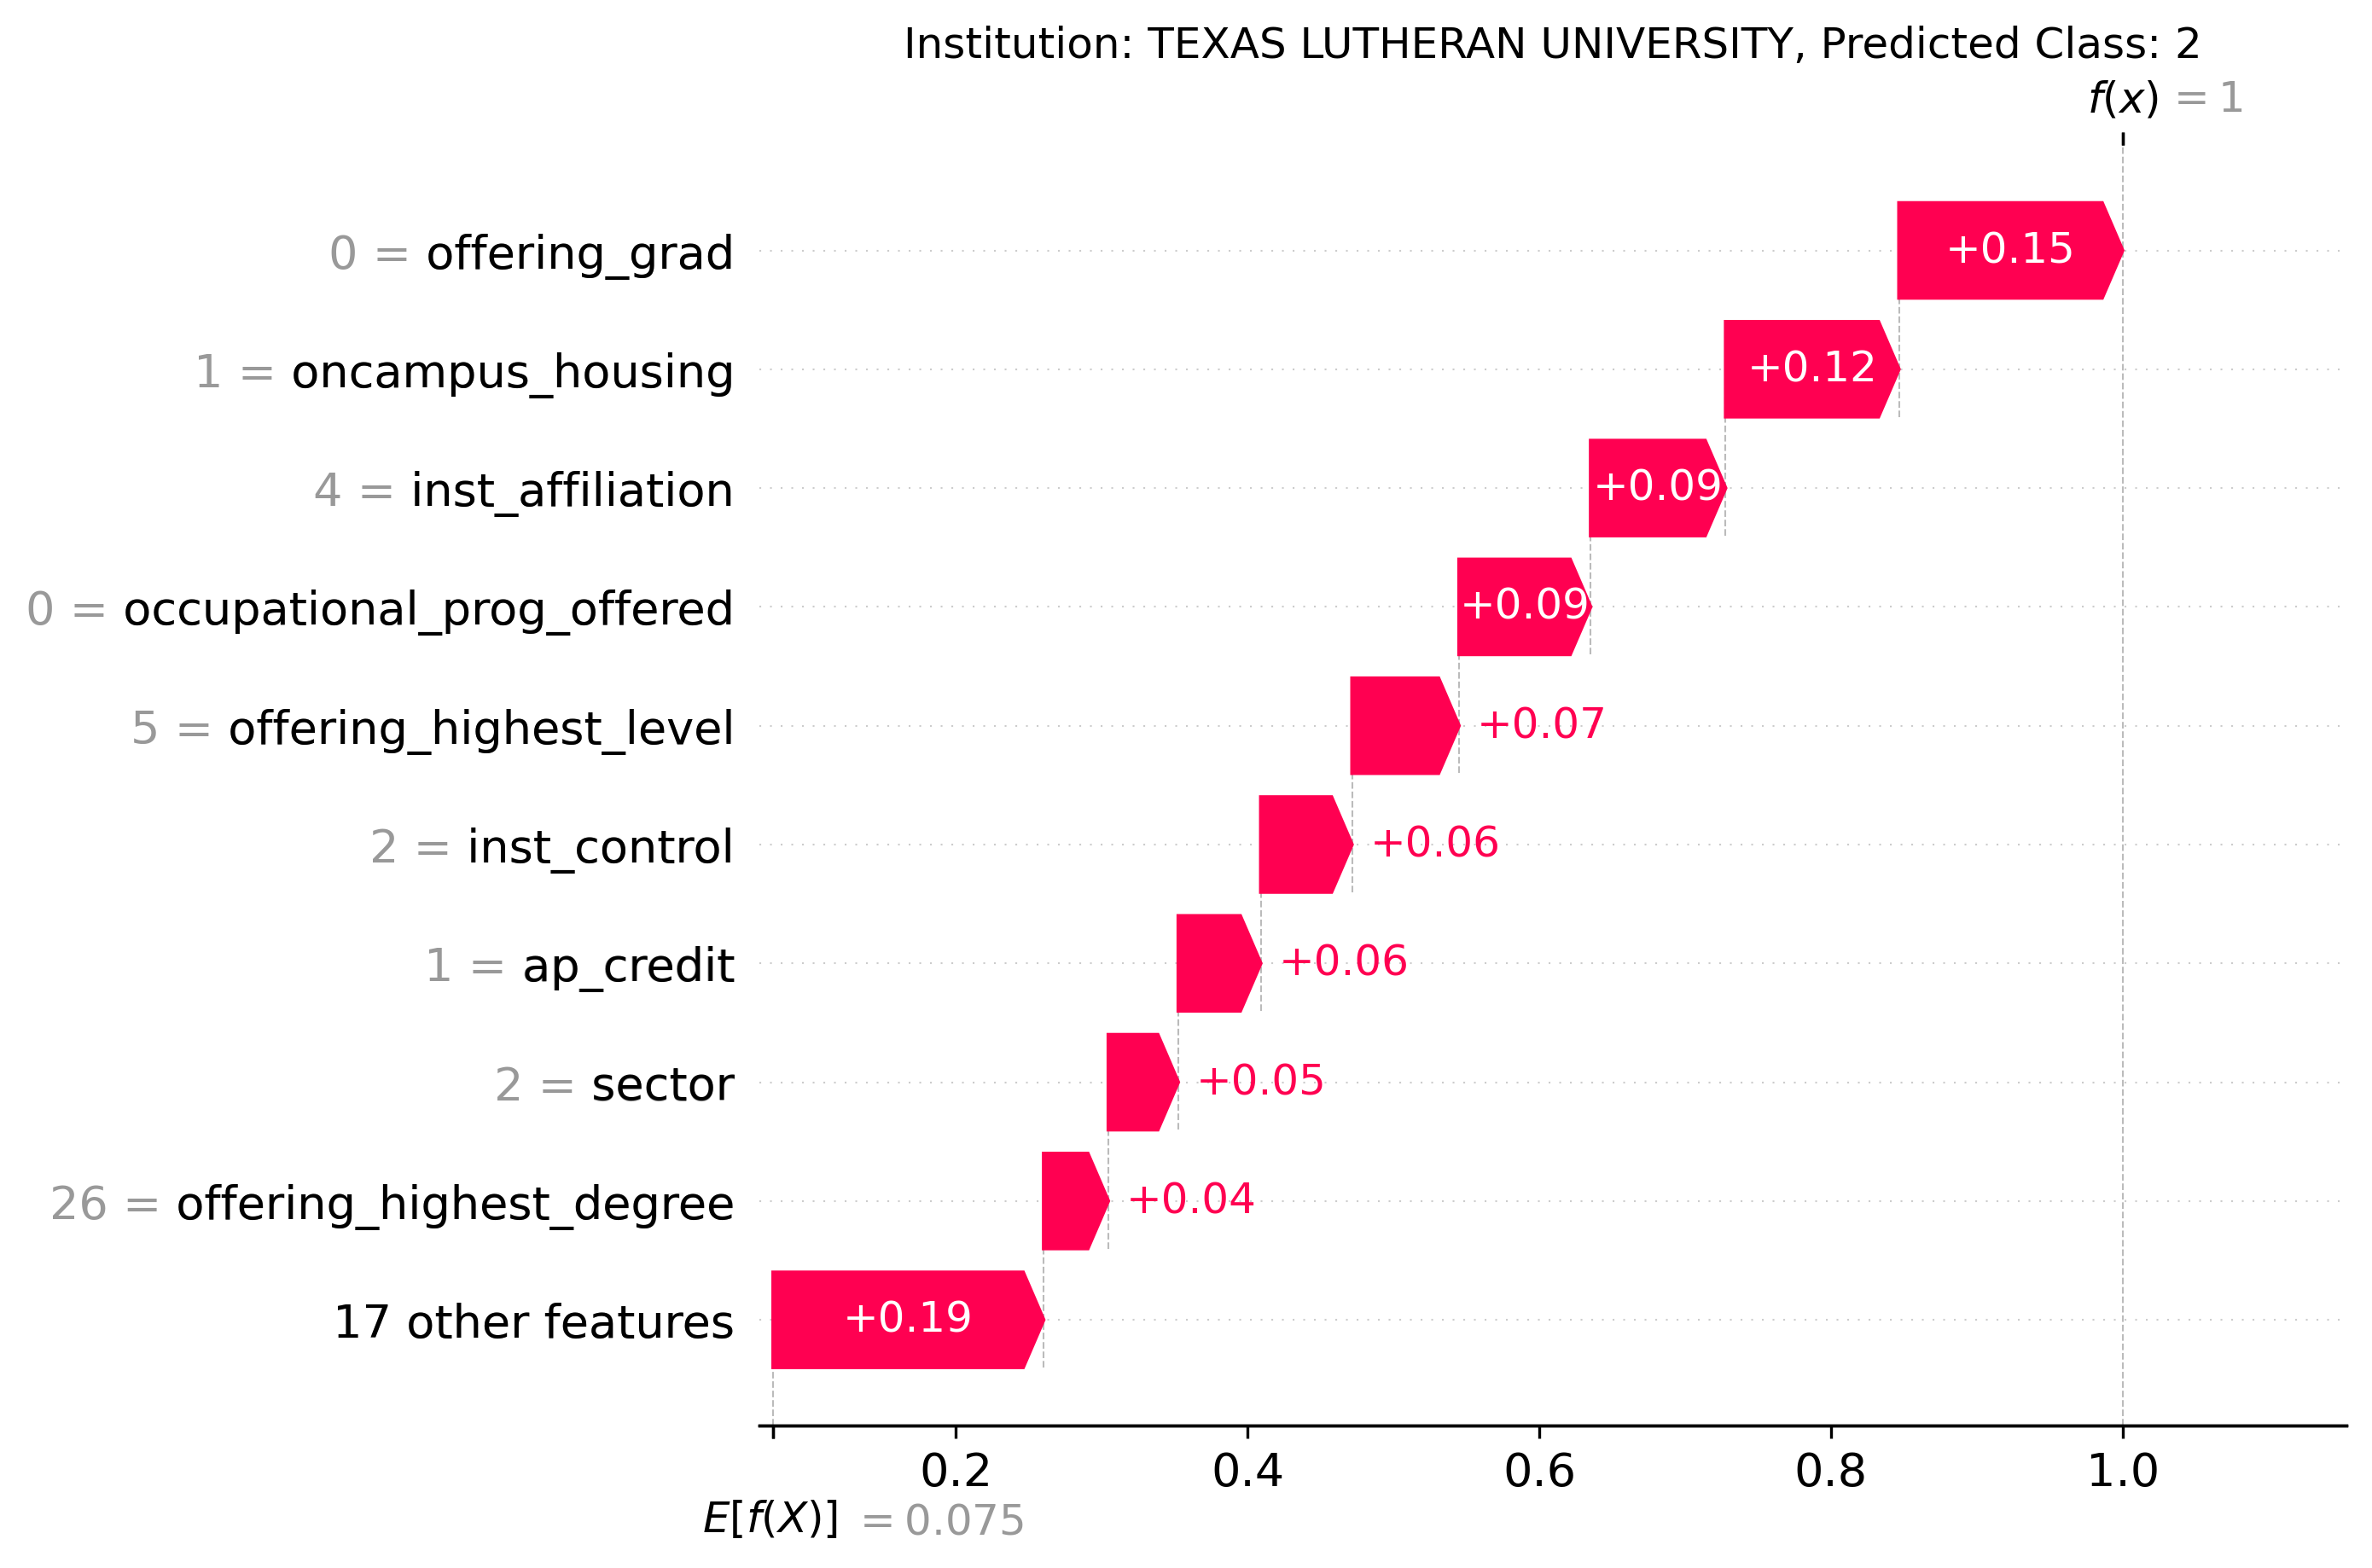 Institution: TEXAS LUTHERAN UNIVERSITY, Predicted Class: 2
f(x) = 1
0 = offering_grad +0.15
1 = oncampus_housing +0.12
4 = inst_affiliation +0.09
0 = occupational_prog_offered +0.09
5 = offering_highest_level +0.07
2 = inst_control +0.06
1 = ap_credit +0.06
2 = sector +0.05
26 = offering_highest_degree +0.04
17 other features +0.19
0.2 0.4 0.6 0.8 1.0
E[f(X)] = 0.075